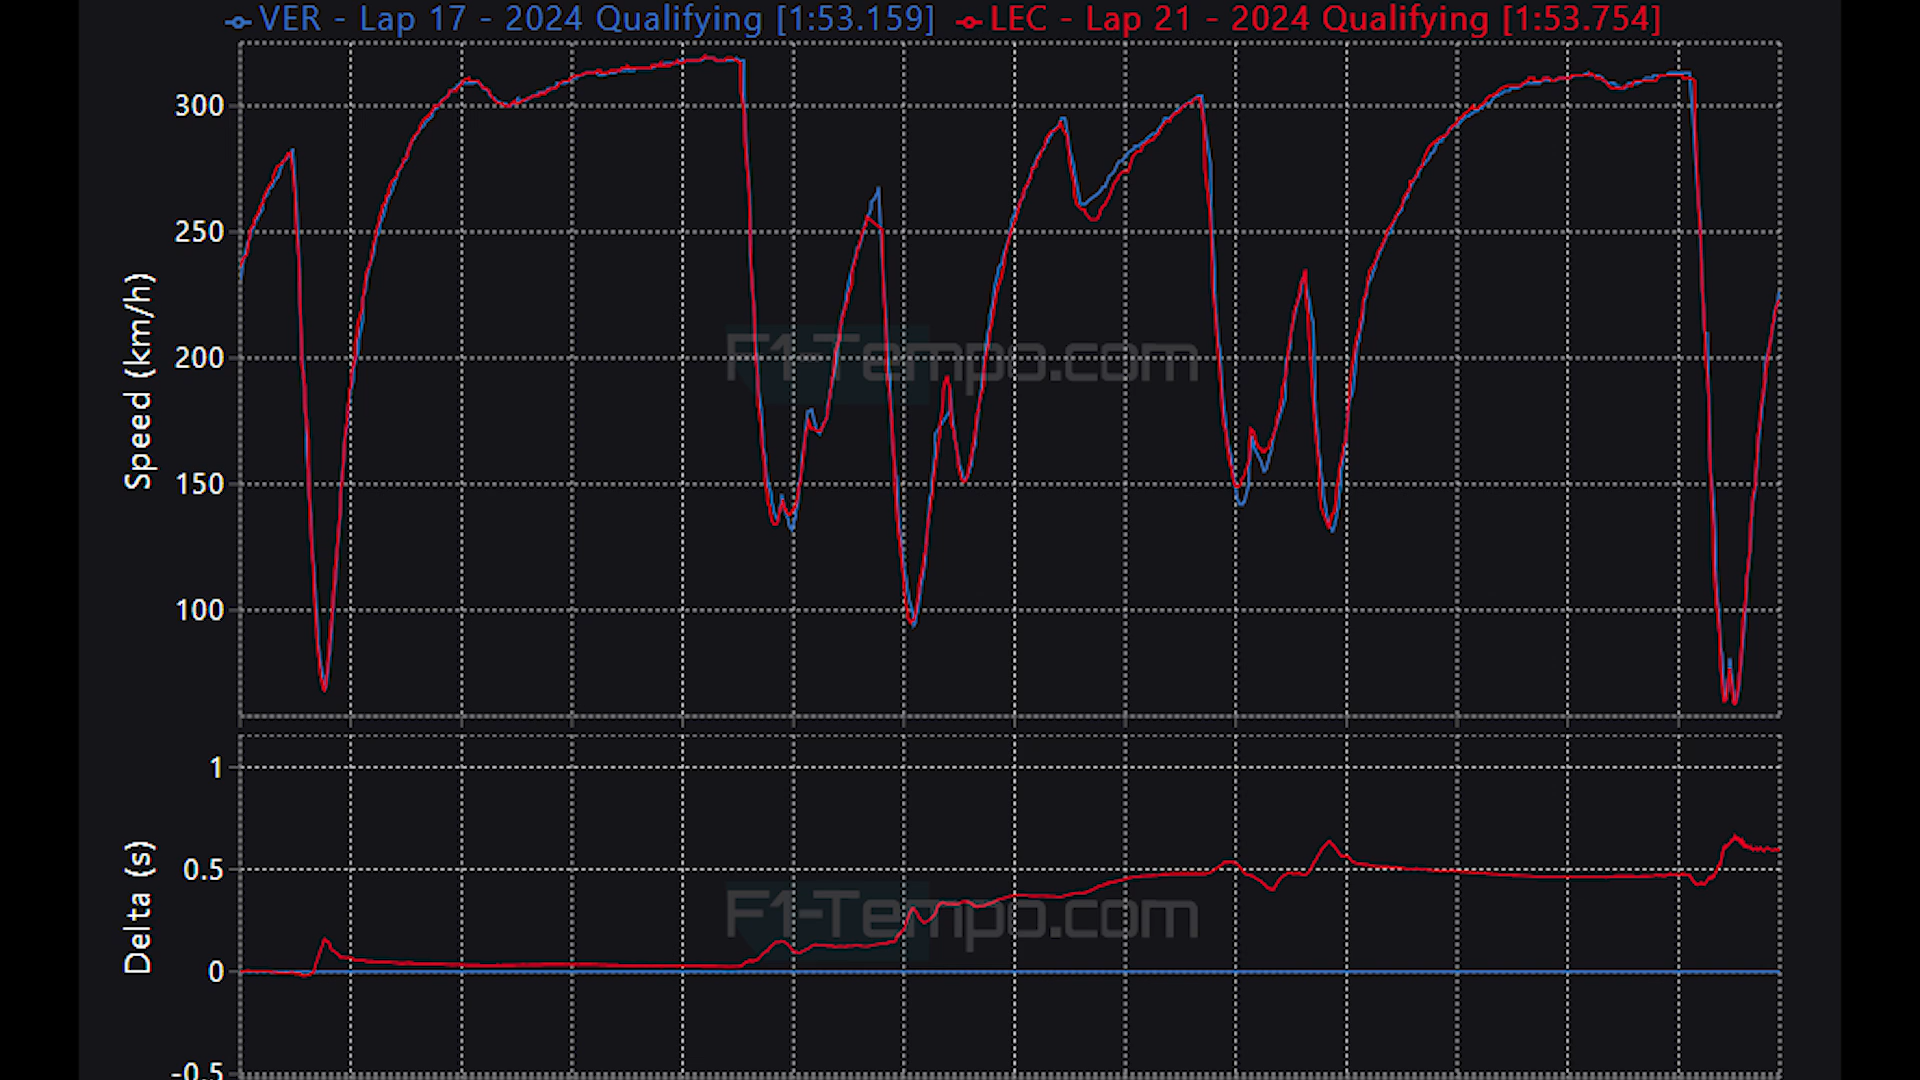 VER - Lap 17 - 2024 Qualifying [1:53.159] LEC - Lap 21 - 2024 Qualifying [1:53.754]
300
250
200
150
100
Speed (km/h)
F1-Tempo.com
1
0.5
0
-0.5
Delta (s)
F1-Tempo.com